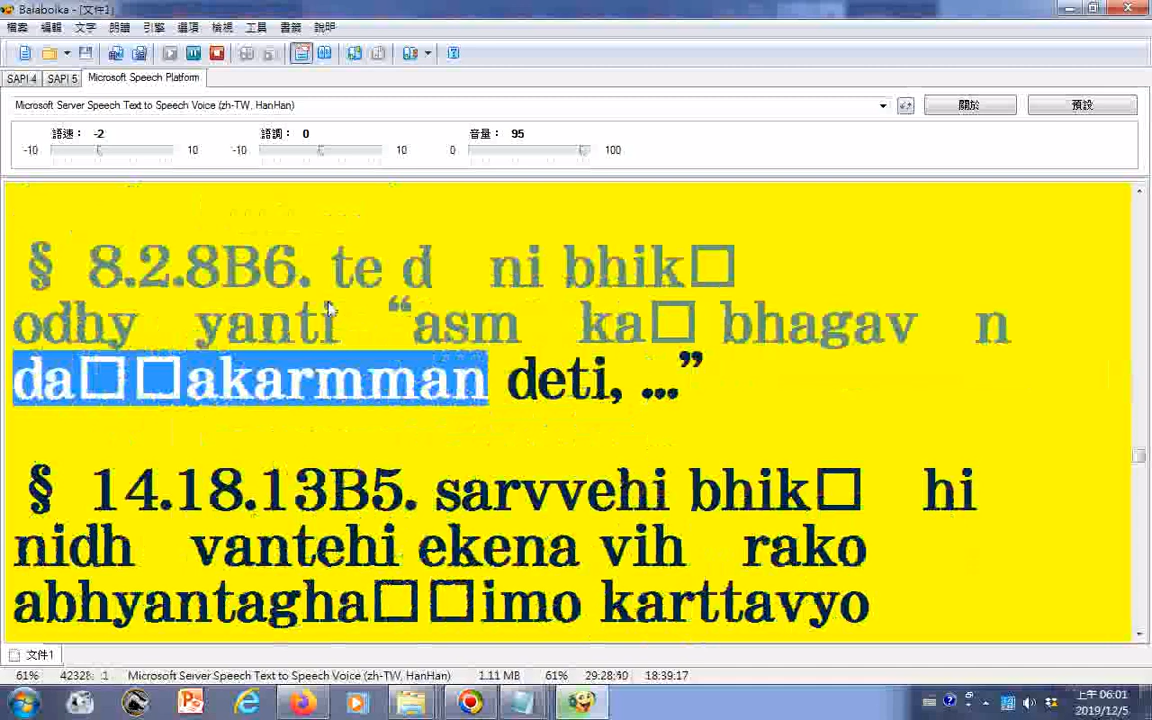 Balabolka - [文件1]
檔案 編輯 文字 朗讀 引擎 選項 檢視 工具 書籤 說明
SAPI 4 SAPI 5 Microsoft Speech Platform
Microsoft Server Speech Text to Speech Voice (zh-TW, HanHan) 關於 預設
語速： -2 語調： 0 音量： 95
-10 10 -10 10 0 100
§ 8.2.8B6. te d ni bhik□
odhy yanti “asm ka□ bhagav n
da□□akarmman deti, ...”
§ 14.18.13B5. sarvvehi bhik□ hi
nidh vantehi ekena vih rako
abhyantagha□□imo karttavyo
文件1
61% Microsoft Server Speech Text to Speech Voice (zh-TW, HanHan) 1.11 MB 61% 29:28:50 18:39:17
上午 06:01
2019/12/5